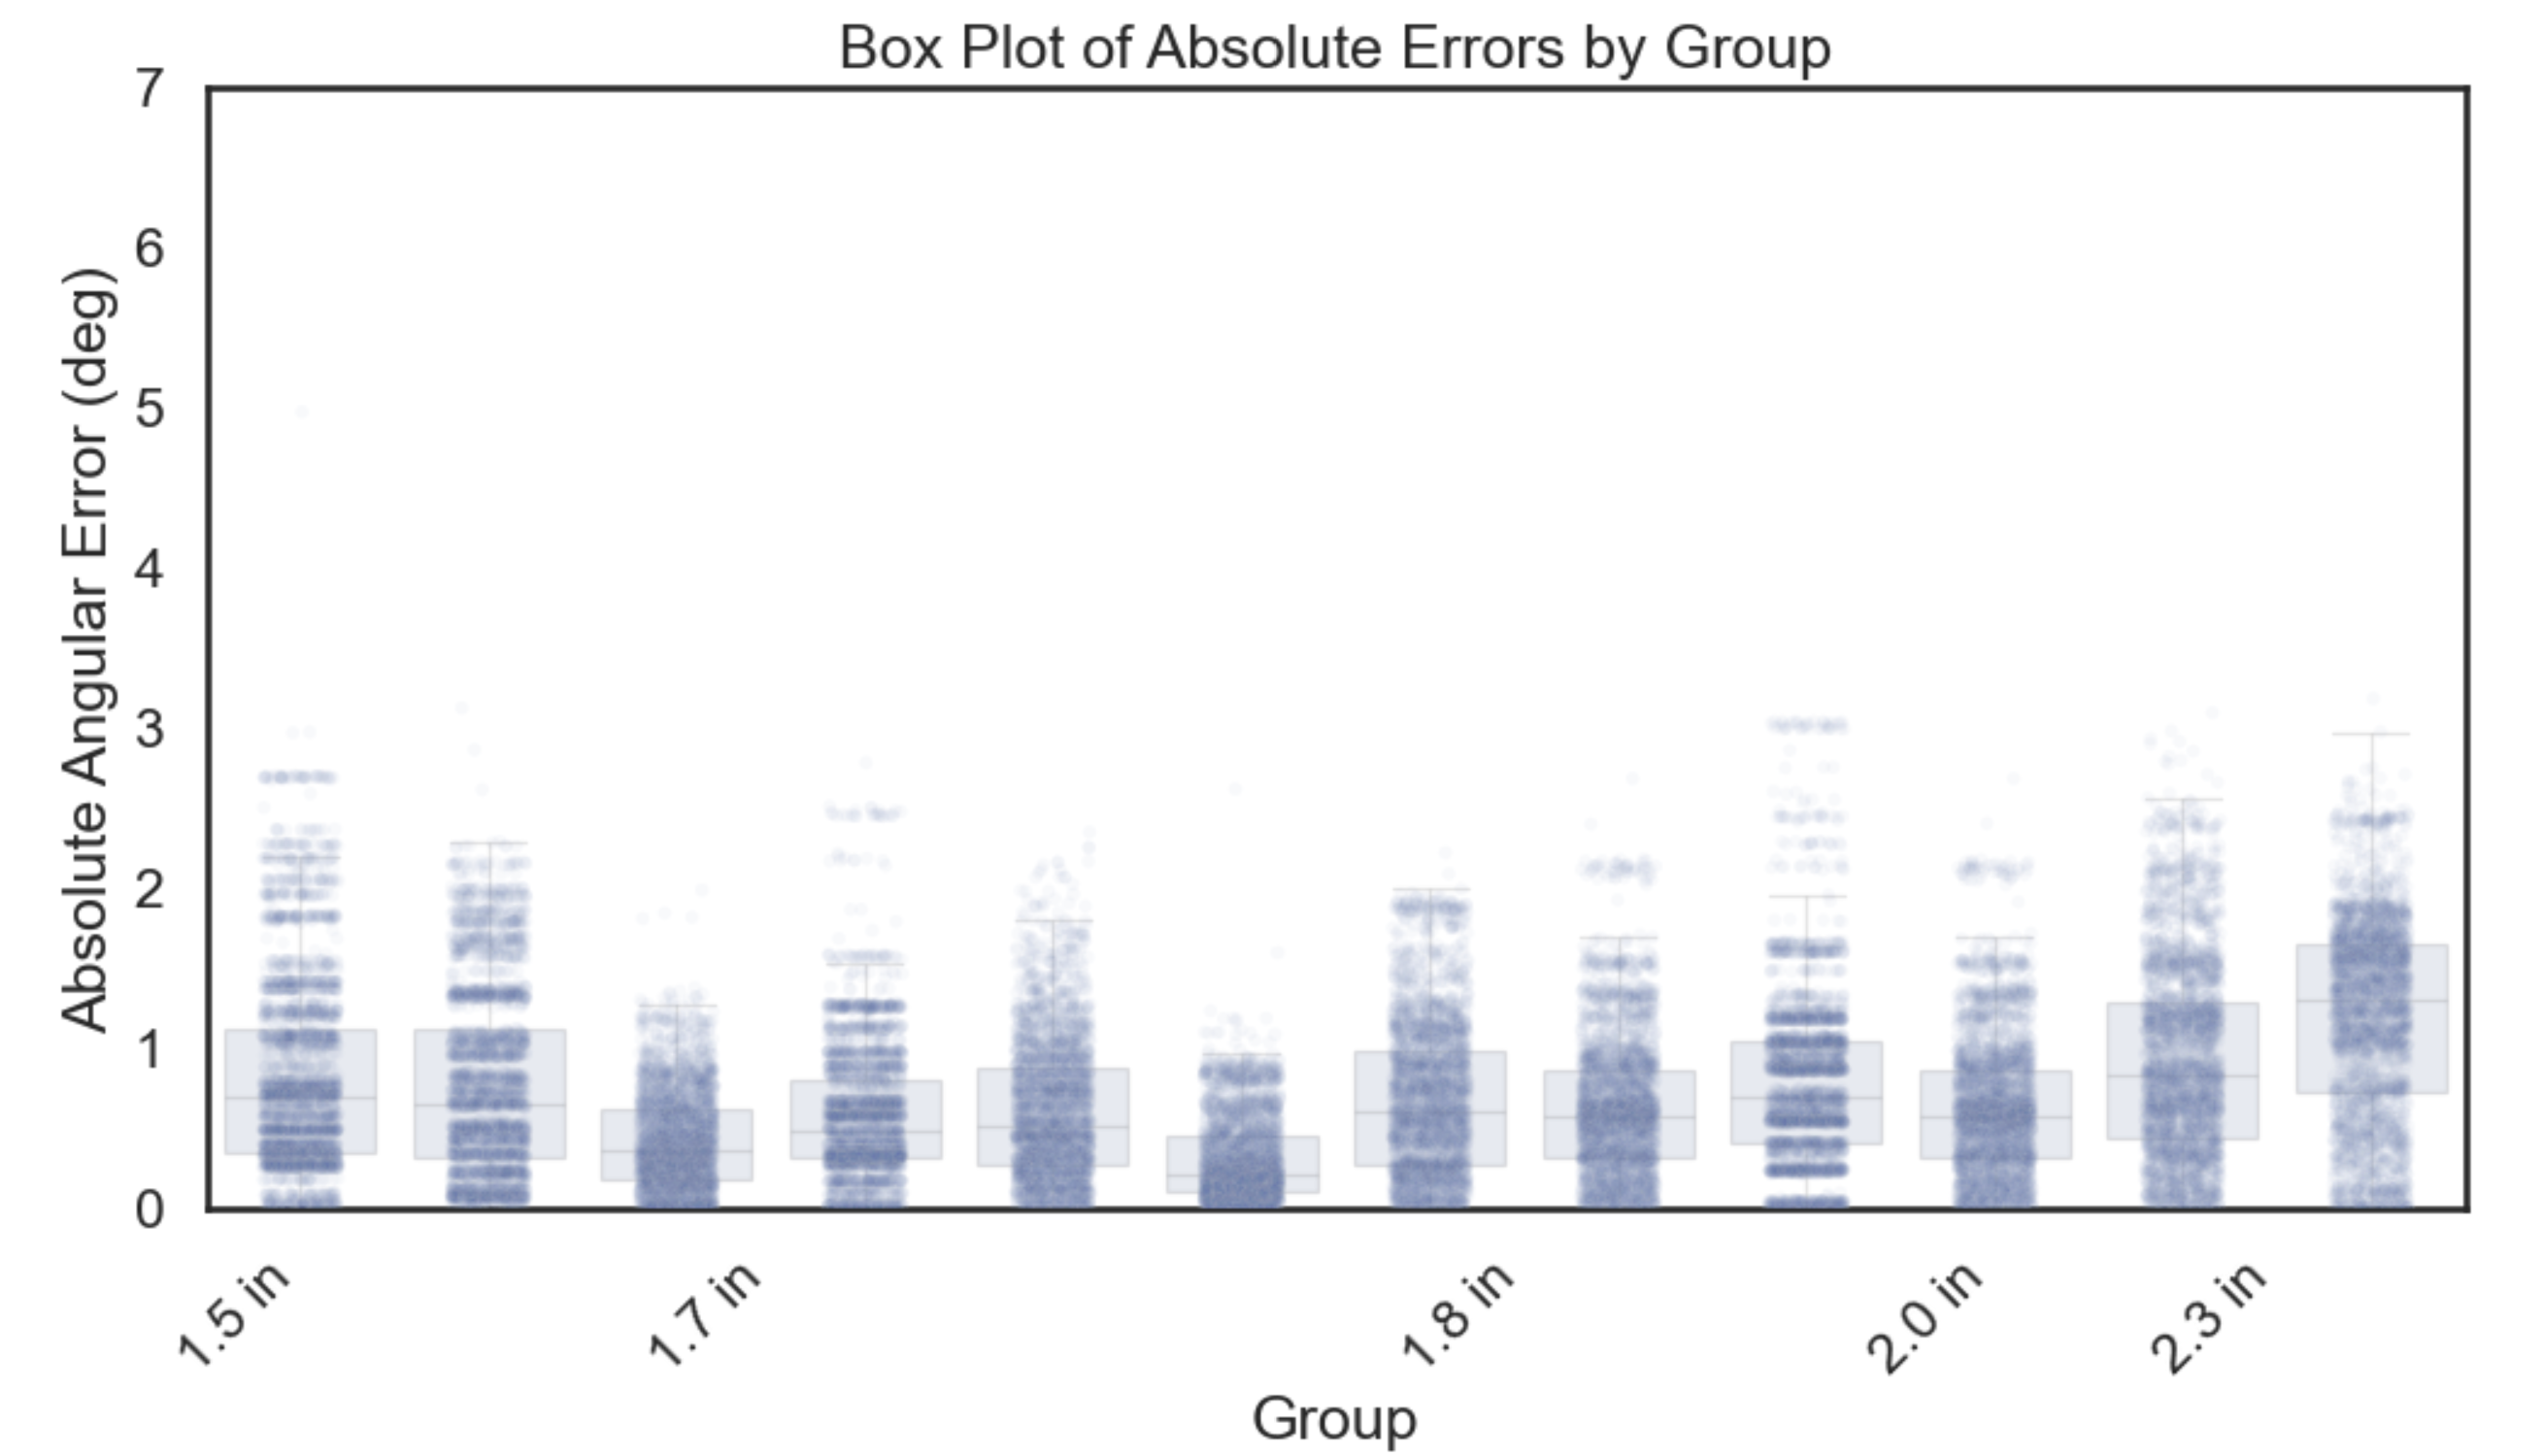 Box Plot of Absolute Errors by Group
7
6
5
4
3
2
1
0
Absolute Angular Error (deg)
1.5 in
1.7 in
1.8 in
2.0 in
2.3 in
Group